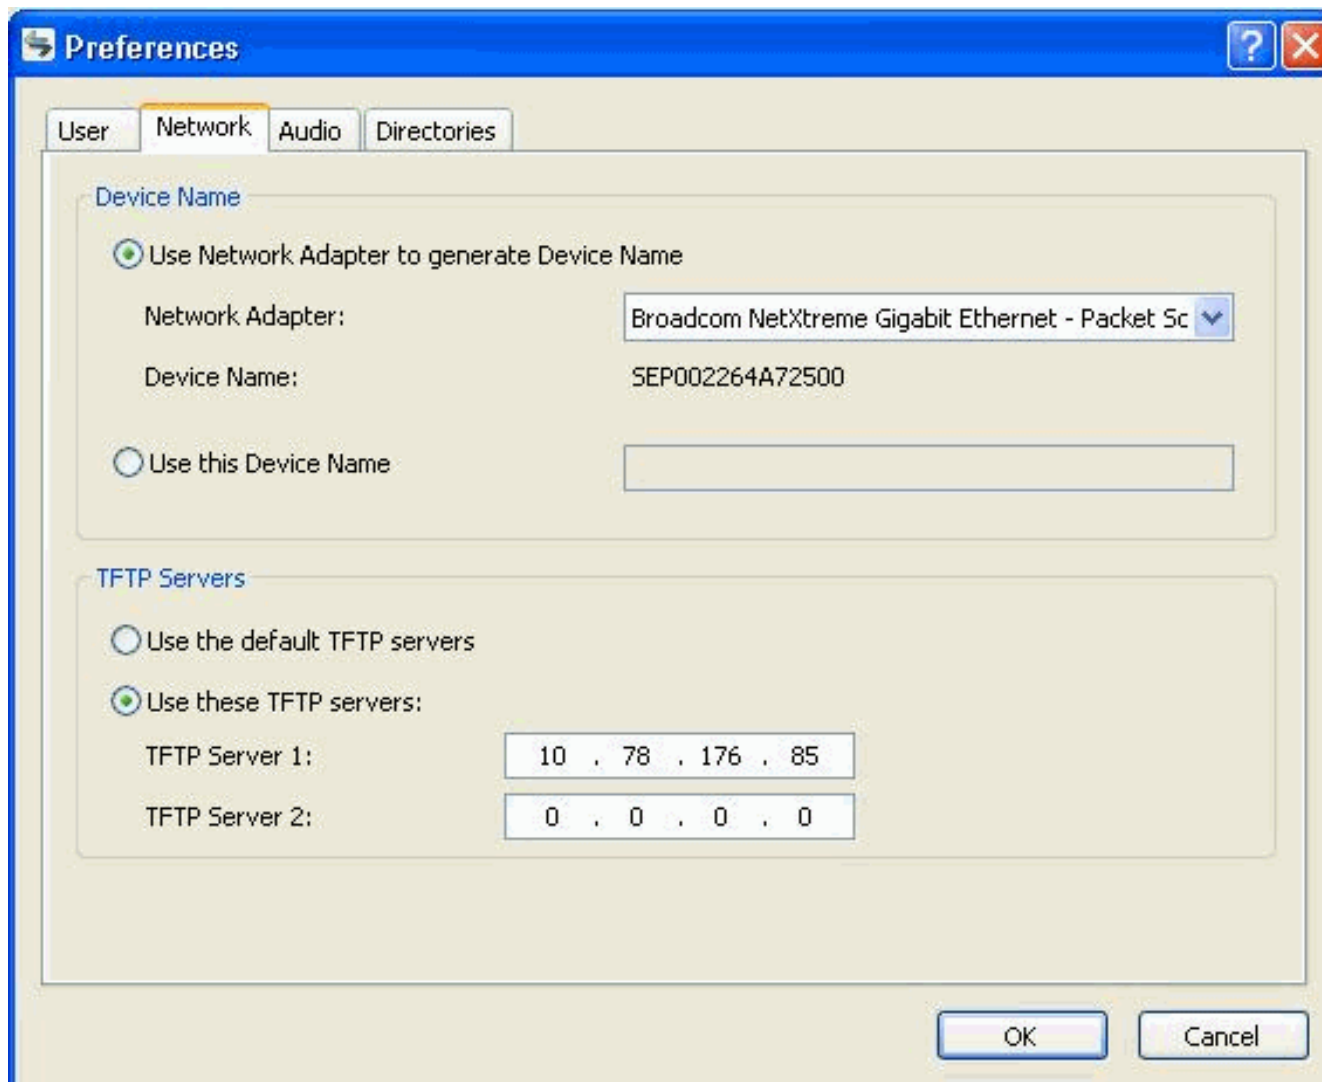 Preferences
User Network Audio Directories
Device Name
Use Network Adapter to generate Device Name
Network Adapter: Broadcom NetXtreme Gigabit Ethernet - Packet Sc
Device Name: SEP002264A72500
Use this Device Name
TFTP Servers
Use the default TFTP servers
Use these TFTP servers:
TFTP Server 1: 10 . 78 . 176 . 85
TFTP Server 2: 0 . 0 . 0 . 0
OK Cancel